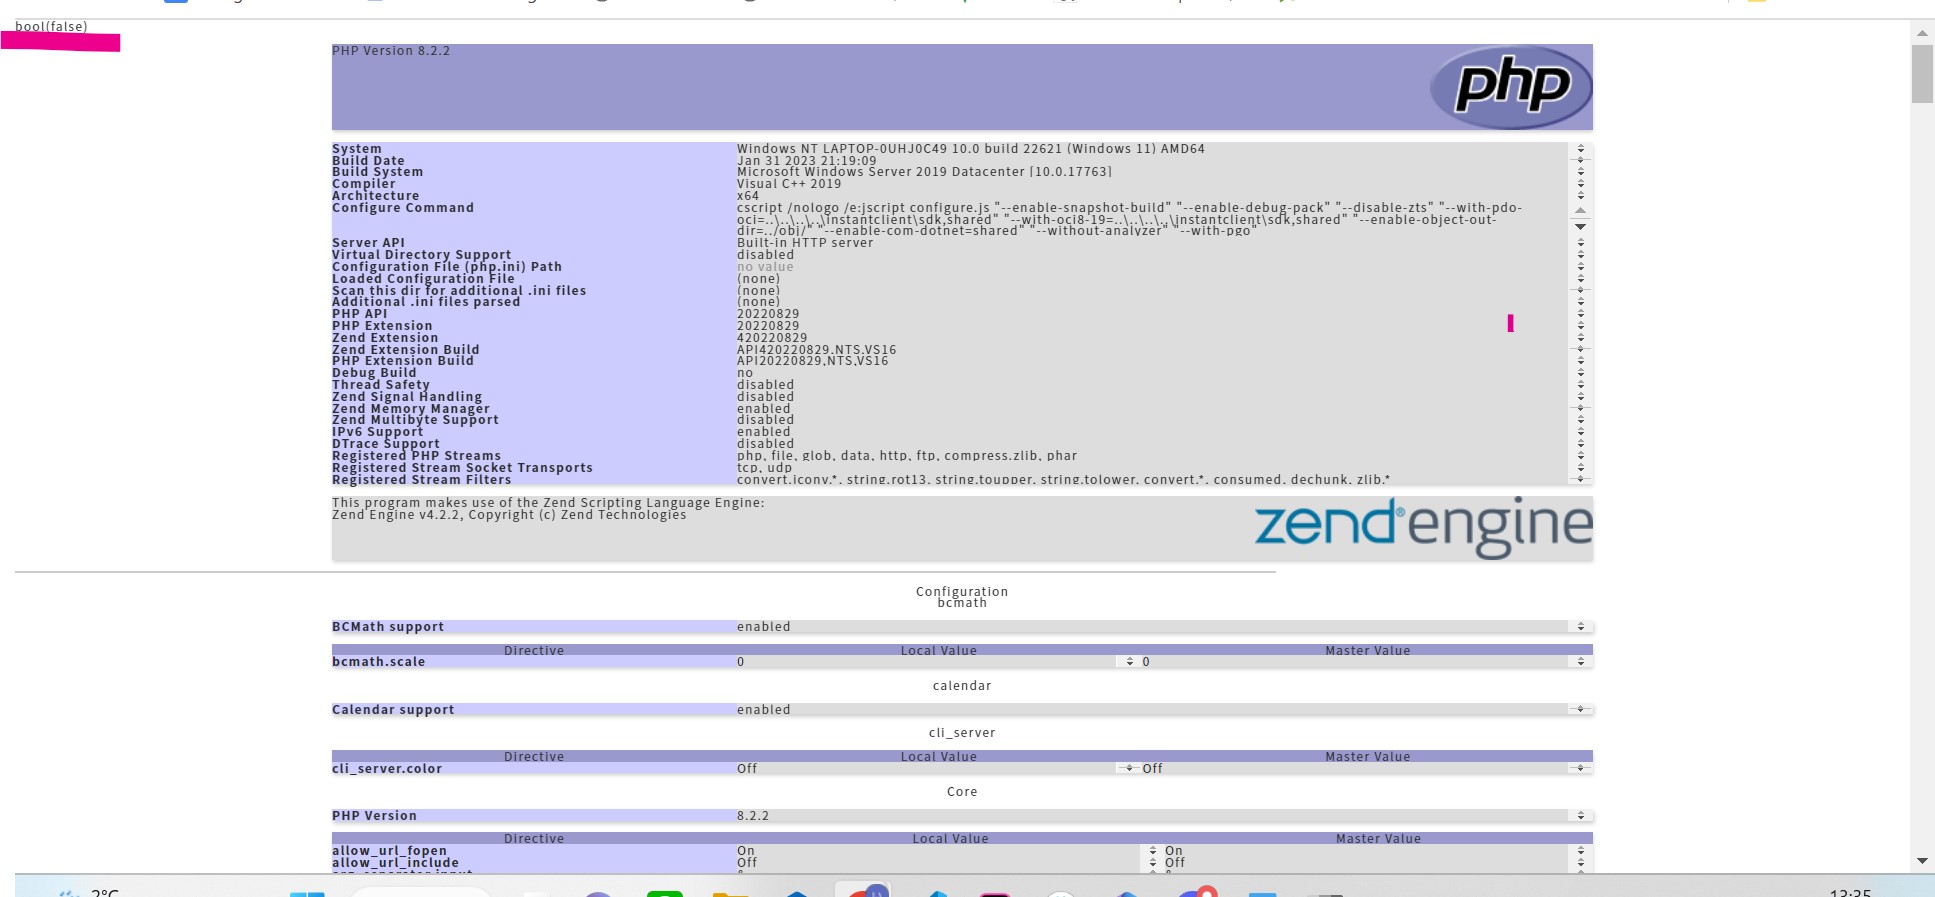 bool(false)
PHP Version 8.2.2
php
System Windows NT LAPTOP-0UHJ0C49 10.0 build 22621 (Windows 11) AMD64
Build Date Jan 31 2023 21:19:09
Build System Microsoft Windows Server 2019 Datacenter [10.0.17763]
Compiler Visual C++ 2019
Architecture x64
Configure Command cscript /nologo /e:jscript configure.js "--enable-snapshot-build" "--enable-debug-pack" "--disable-zts" "--with-pdo-
oci=..\..\..\..\instantclient\sdk,shared" "--with-oci8-19=..\..\..\..\instantclient\sdk,shared" "--enable-object-out-
dir=../obj/" "--enable-com-dotnet=shared" "--without-analyzer" "--with-pgo"
Server API Built-in HTTP server
Virtual Directory Support disabled
Configuration File (php.ini) Path no value
Loaded Configuration File (none)
Scan this dir for additional .ini files (none)
Additional .ini files parsed (none)
PHP API 20220829
PHP Extension 20220829
Zend Extension 420220829
Zend Extension Build API420220829,NTS,VS16
PHP Extension Build API20220829,NTS,VS16
Debug Build no
Thread Safety disabled
Zend Signal Handling disabled
Zend Memory Manager enabled
Zend Multibyte Support disabled
IPv6 Support enabled
DTrace Support disabled
Registered PHP Streams php, file, glob, data, http, ftp, compress.zlib, phar
Registered Stream Socket Transports tcp, udp
Registered Stream Filters convert.iconv.*, string.rot13, string.toupper, string.tolower, convert.*, consumed, dechunk, zlib.*
This program makes use of the Zend Scripting Language Engine:
Zend Engine v4.2.2, Copyright (c) Zend Technologies
zend® engine
Configuration
bcmath
BCMath support enabled
Directive Local Value Master Value
bcmath.scale 0 0
calendar
Calendar support enabled
cli_server
Directive Local Value Master Value
cli_server.color Off Off
Core
PHP Version 8.2.2
Directive Local Value Master Value
allow_url_fopen On On
allow_url_include Off Off
2°C
13:35